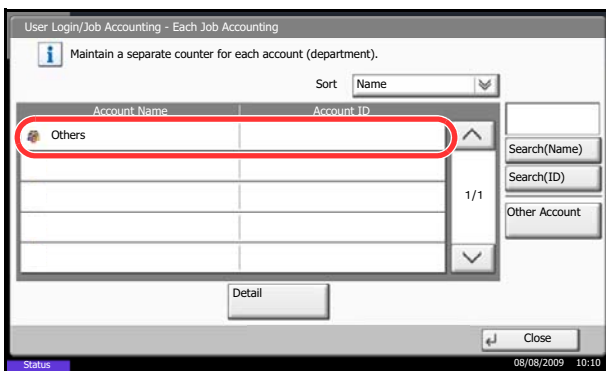 User Login/Job Accounting - Each Job Accounting
Maintain a separate counter for each account (department).
Sort Name
Account Name Account ID
Others
Search(Name)
Search(ID)
1/1
Other Account
Detail
Close
Status 08/08/2009 10:10